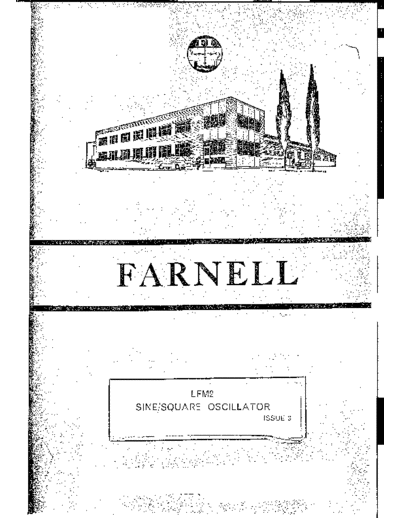 FARNELL
LFM2
SINE/SQUARE OSCILLATOR
ISSUE 3